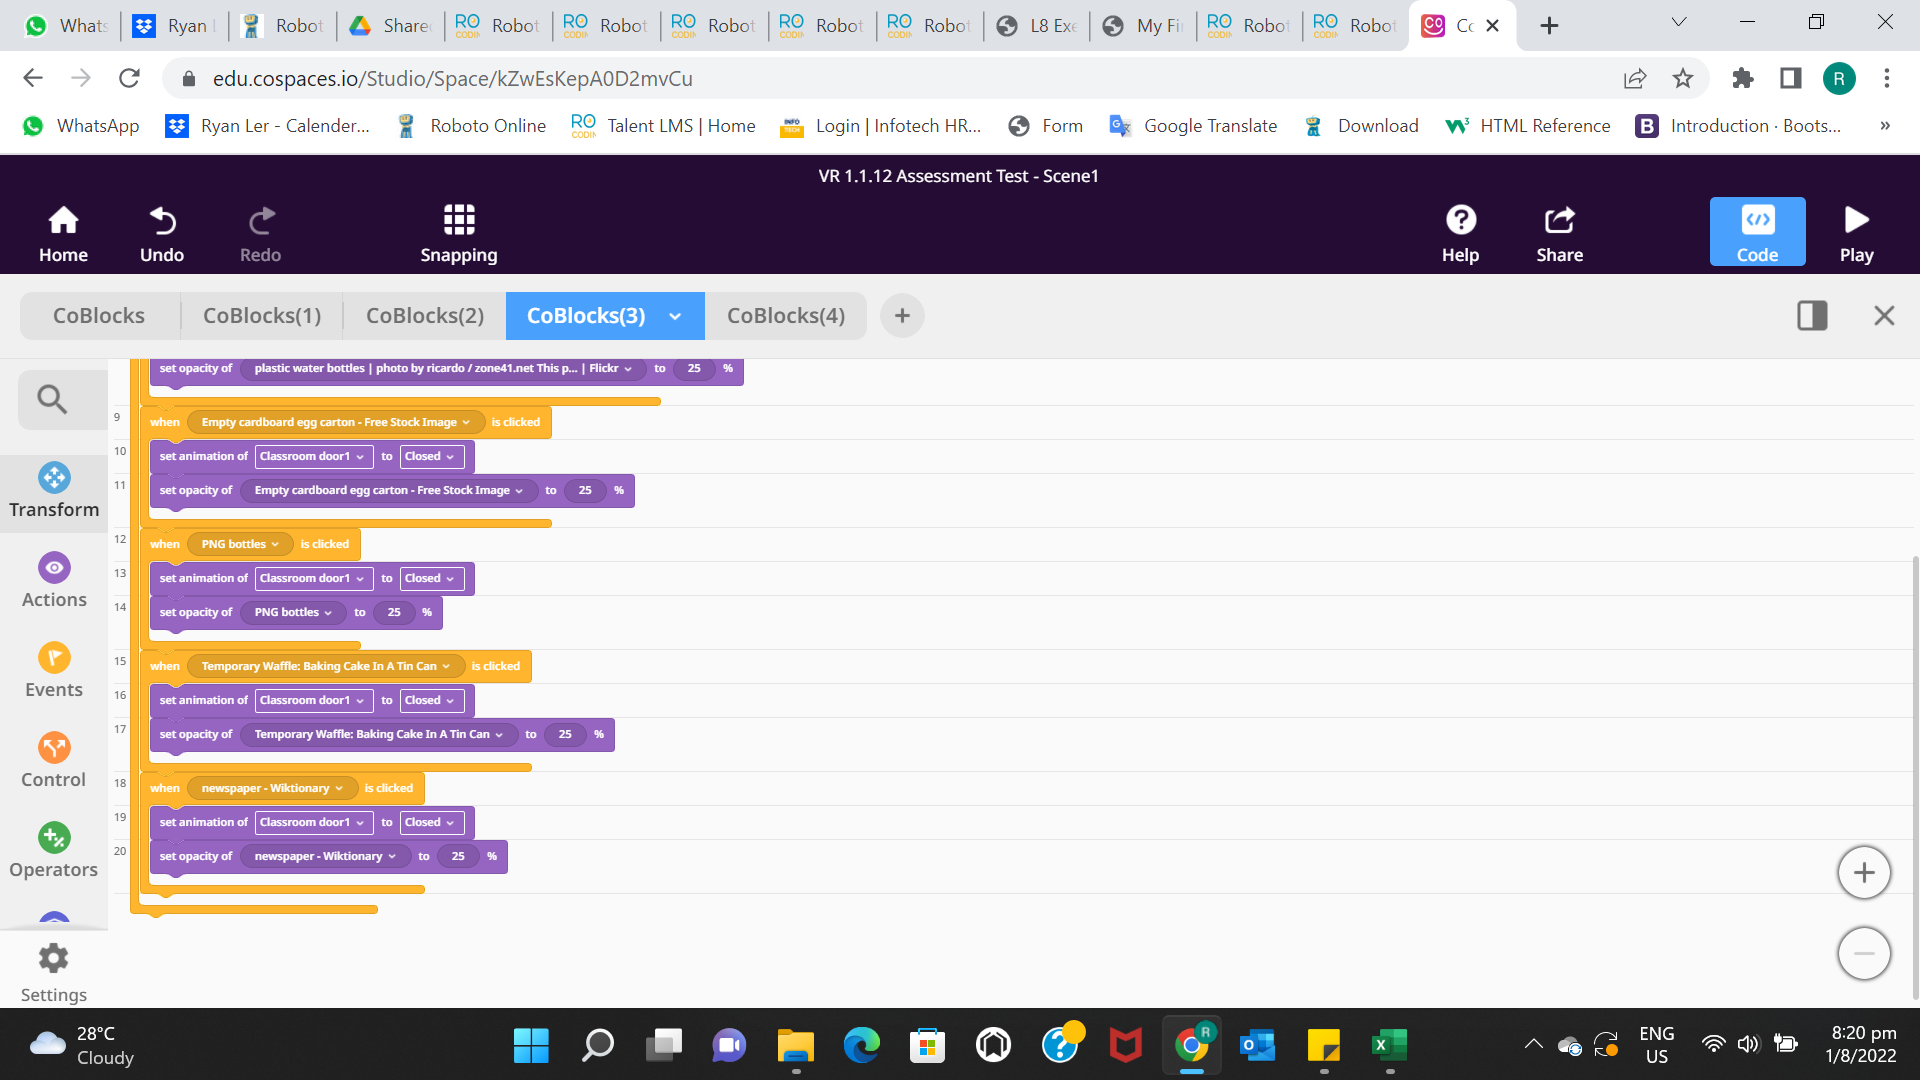 Whats Ryan Robot Share Robot Robot Robot Robot Robot L8 Exe My Fi Robot Robot Co
edu.cospaces.io/Studio/Space/kZwEsKepA0D2mvCu R
WhatsApp Ryan Ler - Calender... Roboto Online Talent LMS | Home Login | Infotech HR... Form Google Translate Download HTML Reference Introduction · Boots... »
VR 1.1.12 Assessment Test - Scene1
Home Undo Redo Snapping Help Share Code Play
CoBlocks CoBlocks(1) CoBlocks(2) CoBlocks(3) CoBlocks(4) +
set opacity of plastic water bottles | photo by ricardo / zone41.net This p... | Flickr to 25 %
9 when Empty cardboard egg carton - Free Stock Image is clicked
10 set animation of Classroom door1 to Closed
11 set opacity of Empty cardboard egg carton - Free Stock Image to 25 %
12 when PNG bottles is clicked
13 set animation of Classroom door1 to Closed
14 set opacity of PNG bottles to 25 %
15 when Temporary Waffle: Baking Cake In A Tin Can is clicked
16 set animation of Classroom door1 to Closed
17 set opacity of Temporary Waffle: Baking Cake In A Tin Can to 25 %
18 when newspaper - Wiktionary is clicked
19 set animation of Classroom door1 to Closed
20 set opacity of newspaper - Wiktionary to 25 %
Transform
Actions
Events
Control
Operators
Settings
28°C
Cloudy
ENG
US
8:20 pm
1/8/2022